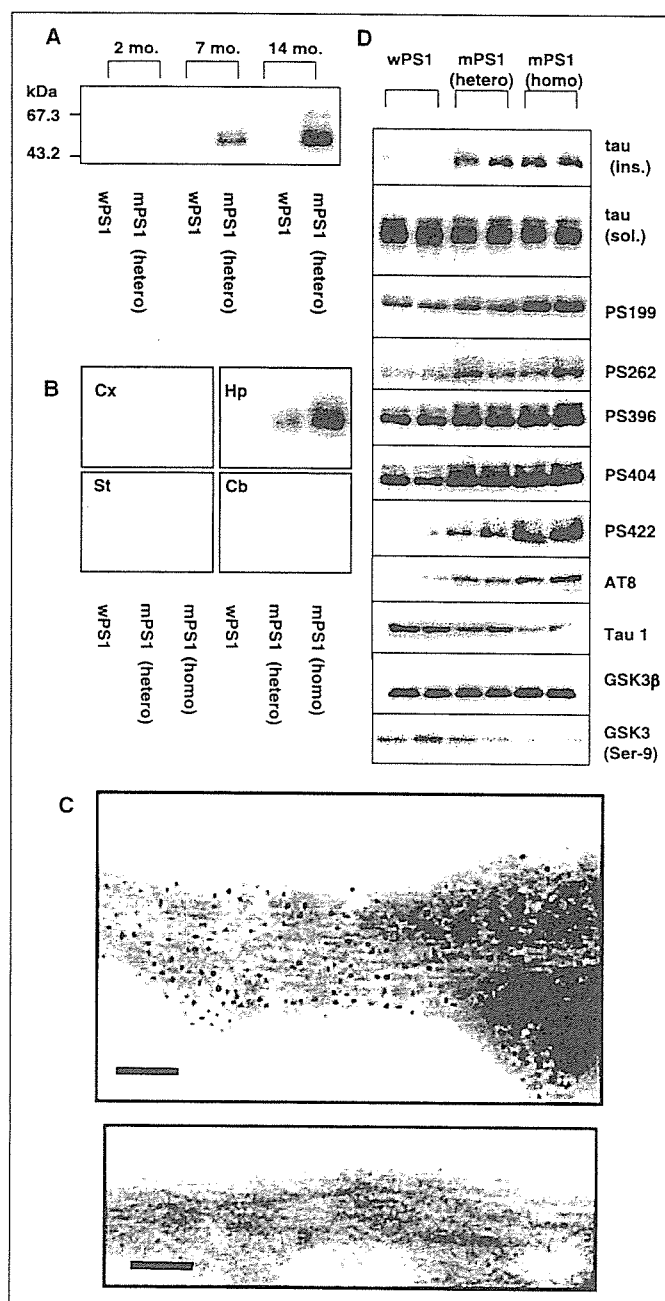 A
2 mo. 7 mo. 14 mo.
kDa
67.3
43.2
wPS1
mPS1 (hetero)
wPS1
mPS1 (hetero)
wPS1
mPS1 (hetero)
B
Cx
Hp
St
Cb
wPS1
mPS1 (hetero)
mPS1 (homo)
wPS1
mPS1 (hetero)
mPS1 (homo)
D
wPS1
mPS1
(hetero)
mPS1
(homo)
tau
(ins.)
tau
(sol.)
PS199
PS262
PS396
PS404
PS422
AT8
Tau 1
GSK3β
GSK3
(Ser-9)
C